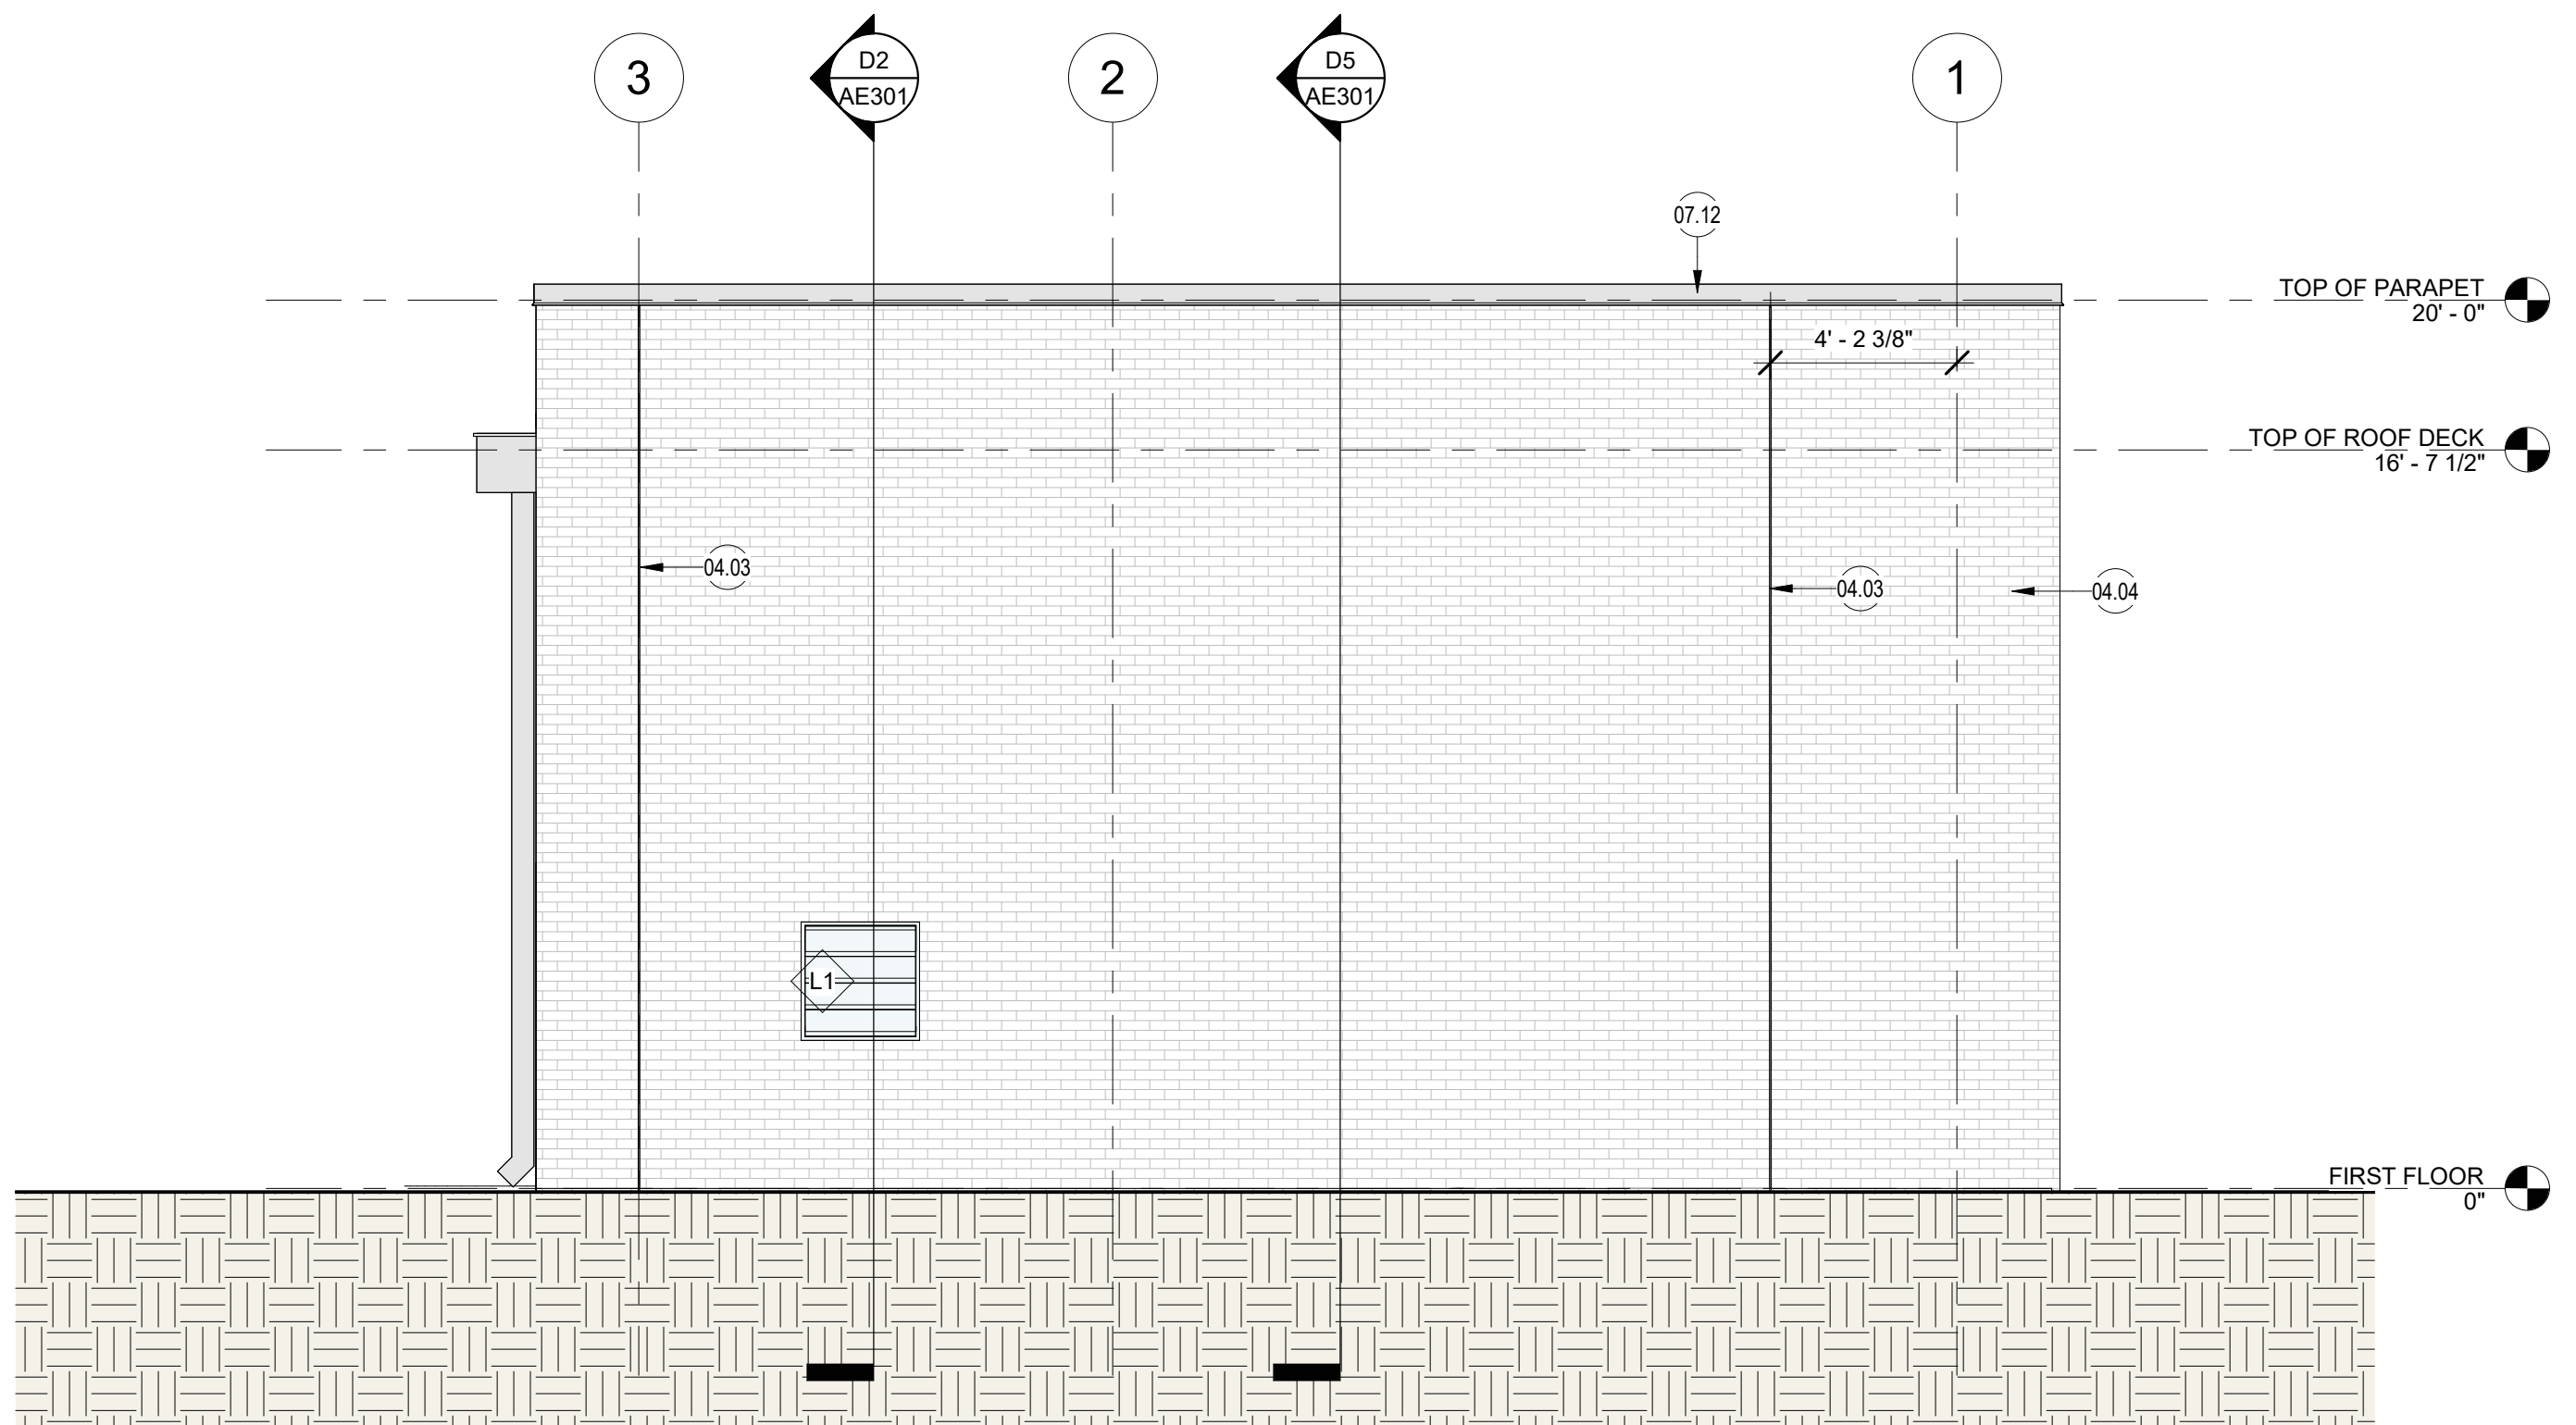 3
D2
AE301
2
D5
AE301
1
07.12
TOP OF PARAPET
20' - 0"
4' - 2 3/8"
TOP OF ROOF DECK
16' - 7 1/2"
04.03
04.03
04.04
L1
FIRST FLOOR
0"